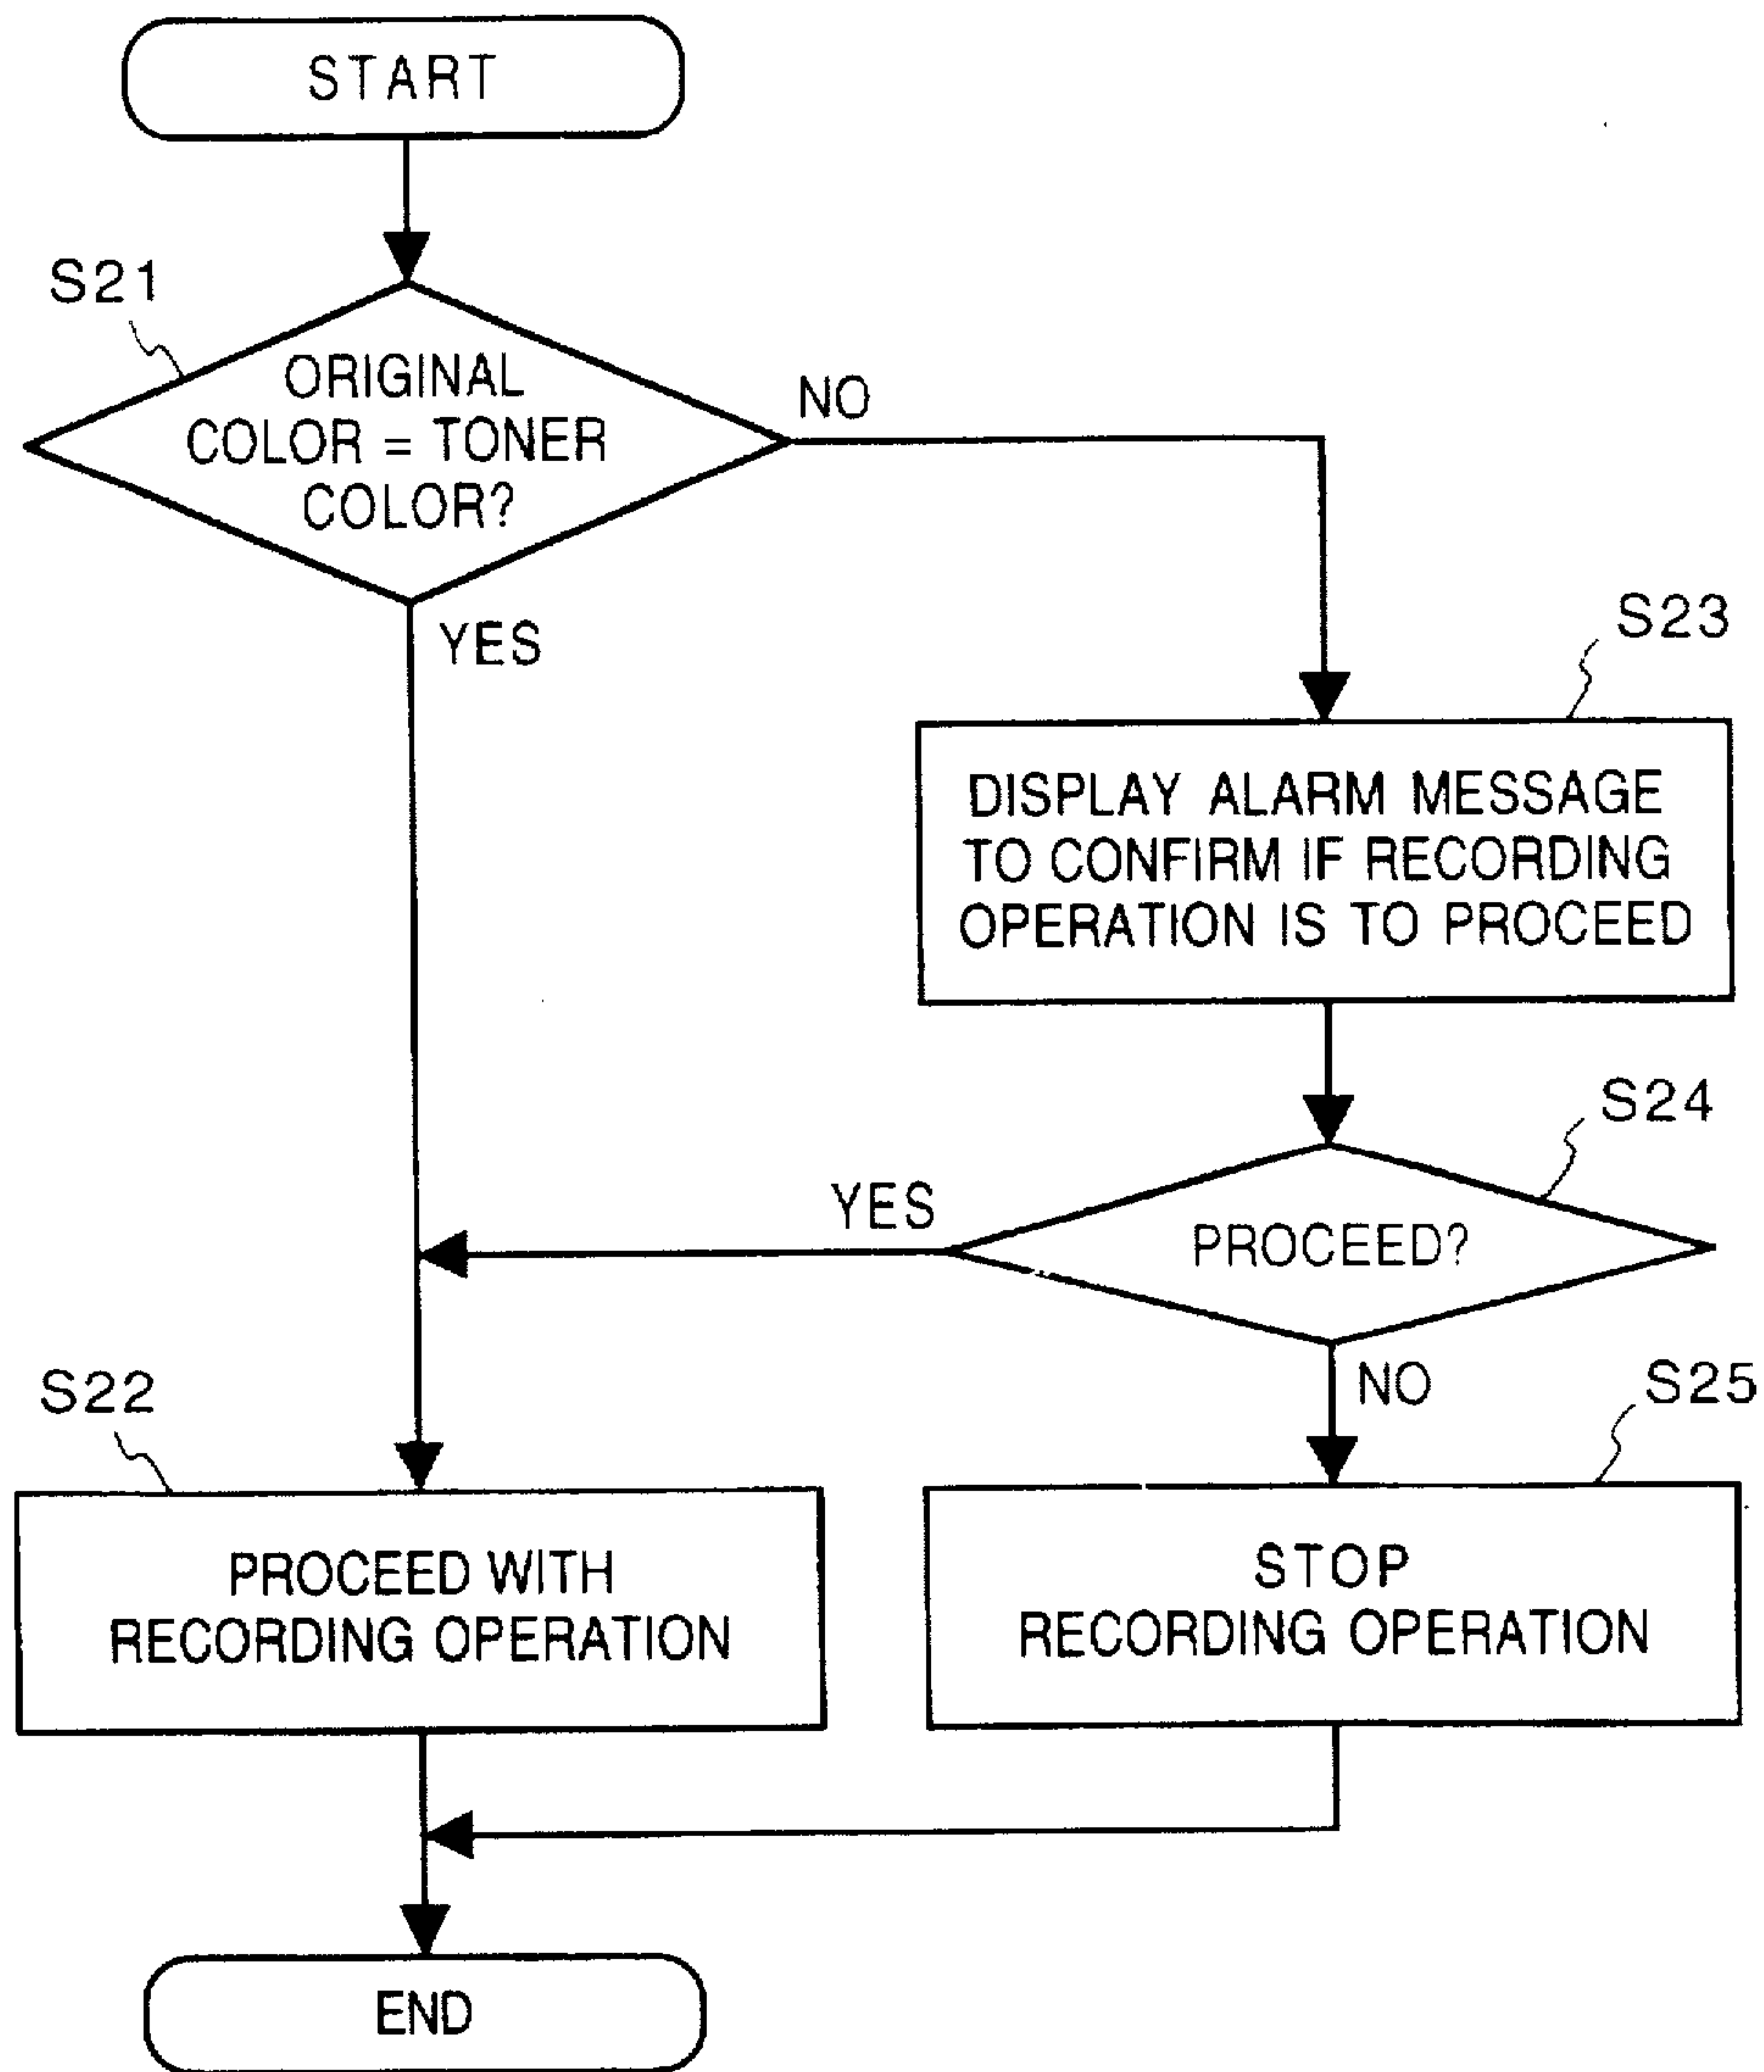 START
S21
ORIGINAL
COLOR = TONER
COLOR?
NO
YES
S23
DISPLAY ALARM MESSAGE
TO CONFIRM IF RECORDING
OPERATION IS TO PROCEED
S24
PROCEED?
YES
NO
S22
PROCEED WITH
RECORDING OPERATION
S25
STOP
RECORDING OPERATION
END